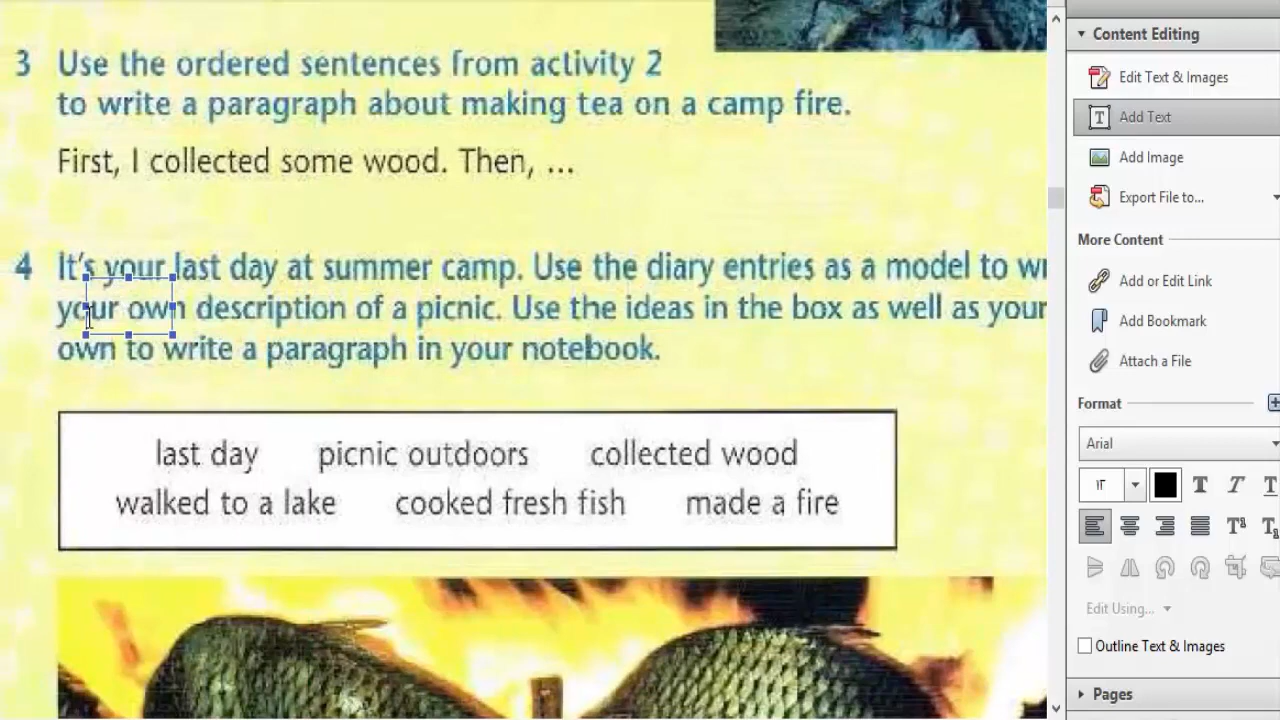 3 Use the ordered sentences from activity 2
to write a paragraph about making tea on a camp fire.
First, I collected some wood. Then, ...
4 It's your last day at summer camp. Use the diary entries as a model to
your own description of a picnic. Use the ideas in the box as well as your
own to write a paragraph in your notebook.
last day picnic outdoors collected wood
walked to a lake cooked fresh fish made a fire
Content Editing
Edit Text & Images
Add Text
Add Image
Export File to...
More Content
Add or Edit Link
Add Bookmark
Attach a File
Format
Arial
١٣
Edit Using...
Outline Text & Images
Pages